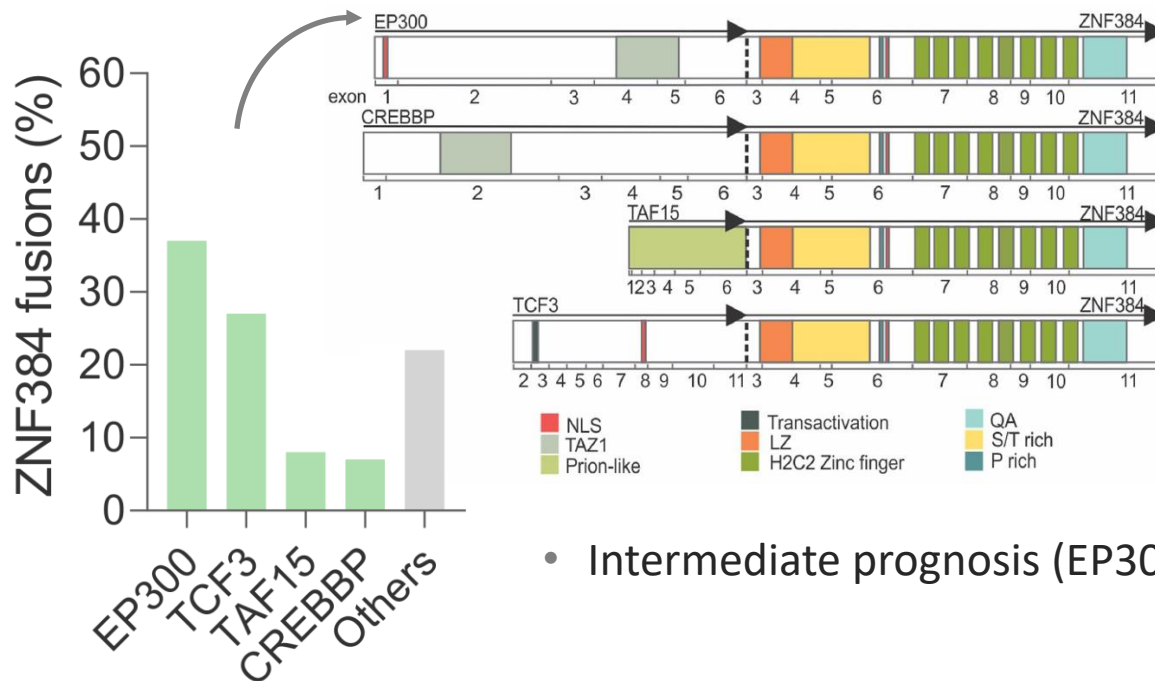 ZNF384 fusions (%)
60
50
40
30
20
10
0
EP300
TCF3
TAF15
CREBBP
Others
EP300 ZNF384
exon 1 2 3 4 5 6 3 4 5 6 7 8 9 10 11
CREBBP ZNF384
1 2 3 4 5 6 3 4 5 6 7 8 9 10 11
TAF15 ZNF384
1 2 3 4 5 6 3 4 5 6 7 8 9 10 11
TCF3 ZNF384
2 3 4 5 6 7 8 9 10 11 3 4 5 6 7 8 9 10 11
NLS
TAZ1
Prion-like
Transactivation
LZ
H2C2 Zinc finger
QA
S/T rich
P rich
• Intermediate prognosis (EP30